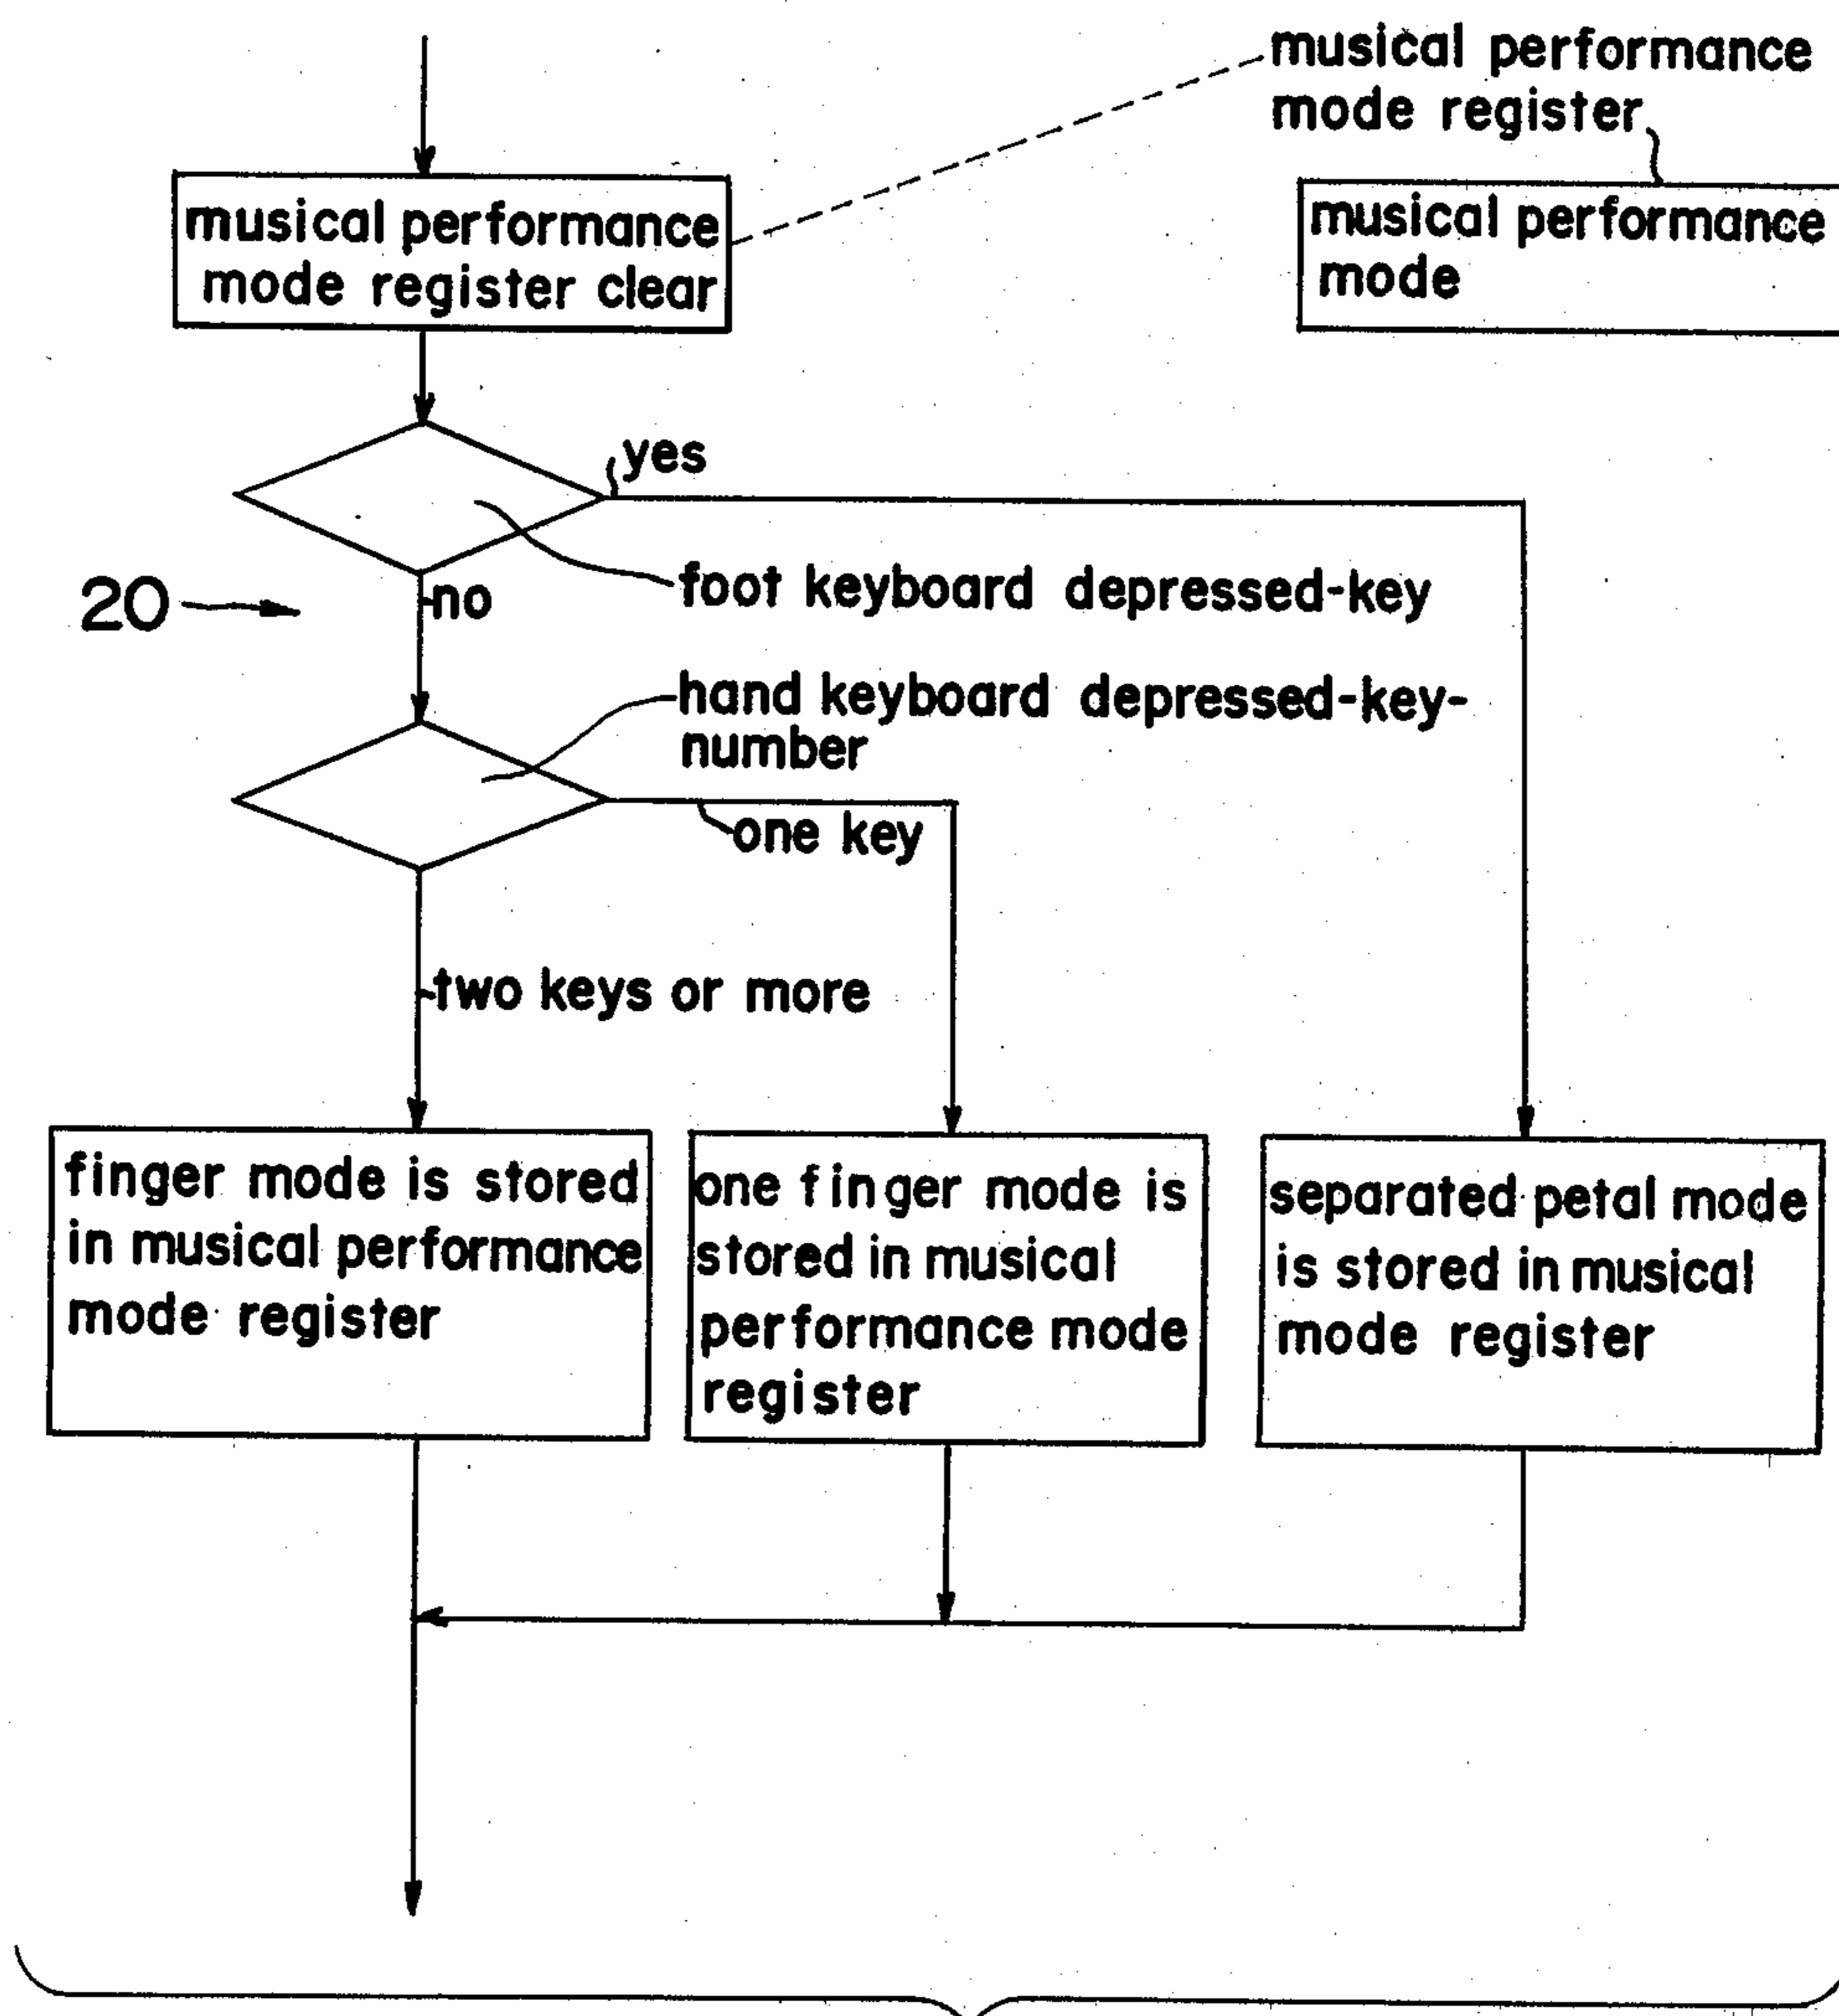 musical performance
mode register
musical performance
mode register clear
musical performance
mode
yes
foot keyboard depressed-key
20
no
hand keyboard depressed-key-
number
one key
two keys or more
finger mode is stored
in musical performance
mode register
one finger mode is
stored in musical
performance mode
register
separated petal mode
is stored in musical
mode register